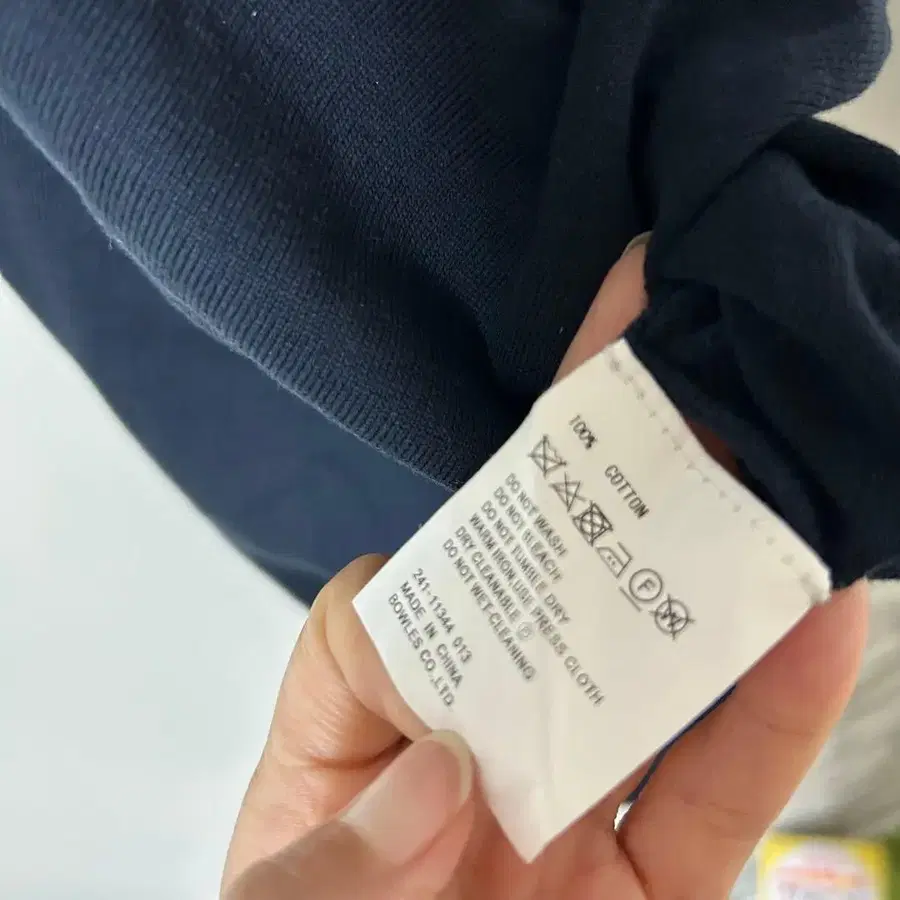 100% COTTON
F W
DO NOT WASH
DO NOT BLEACH
DO NOT TUMBLE DRY
WARM IRON,USE PRESS CLOTH
DRY CLEANABLE Ⓕ
DO NOT WET-CLEANING
241-11344 013
MADE IN CHINA
BOWLES CO.,LTD.